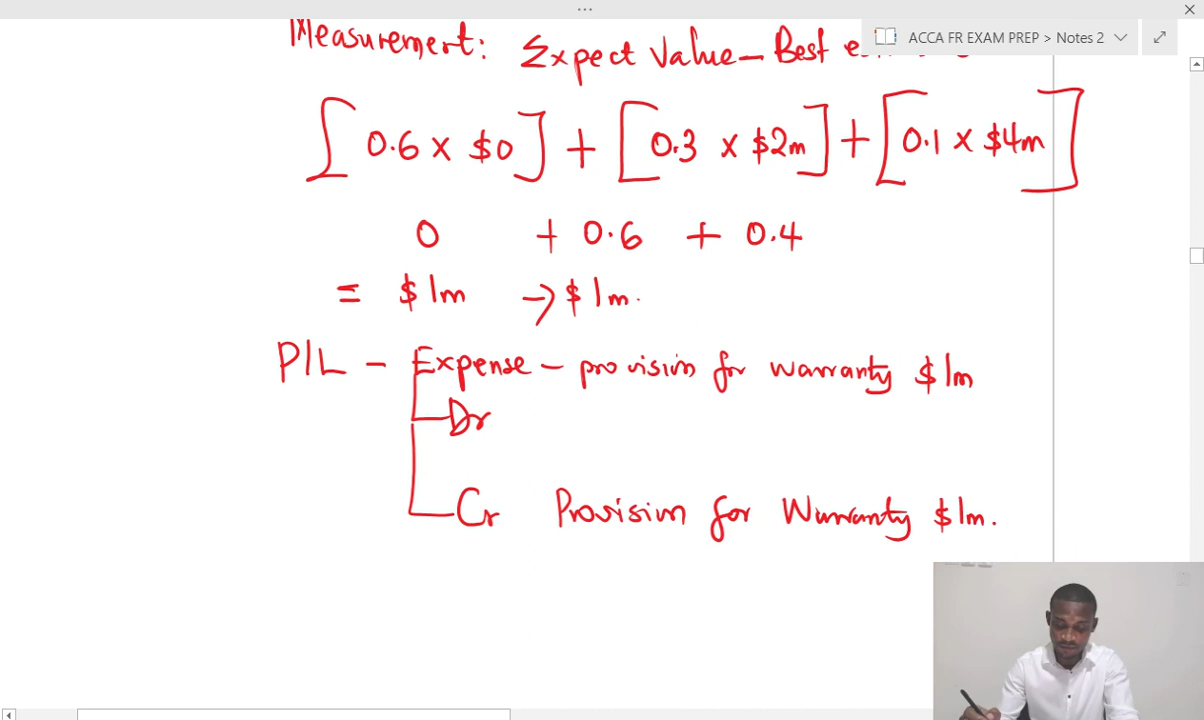 ACCA FR EXAM PREP > Notes 2
Measurement: Expect Value - Best
[0.6 x $0] + [0.3 x $2m] + [0.1 x $4m]
0 + 0.6 + 0.4
= $1m → $1m.
P/L - Expense - provision for warranty $1m
Dr
Cr Provision for Warranty $1m.